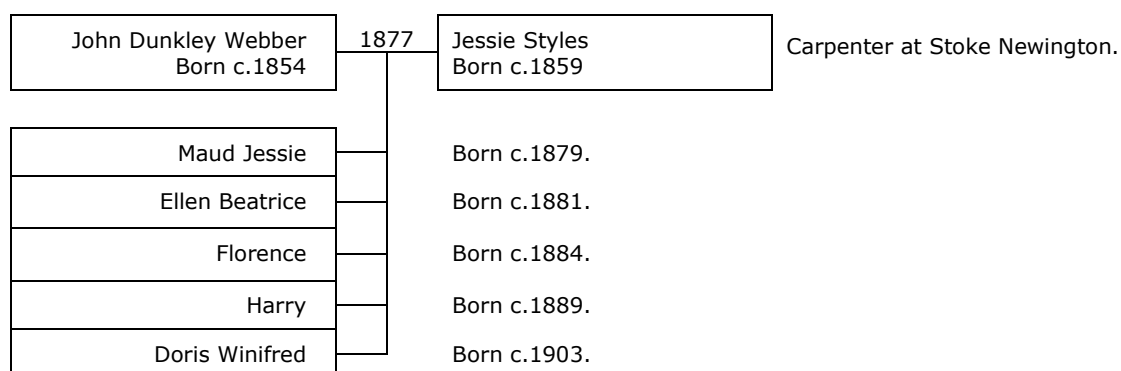 John Dunkley Webber
Born c.1854
1877
Jessie Styles
Born c.1859
Carpenter at Stoke Newington.
Maud Jessie
Born c.1879.
Ellen Beatrice
Born c.1881.
Florence
Born c.1884.
Harry
Born c.1889.
Doris Winifred
Born c.1903.